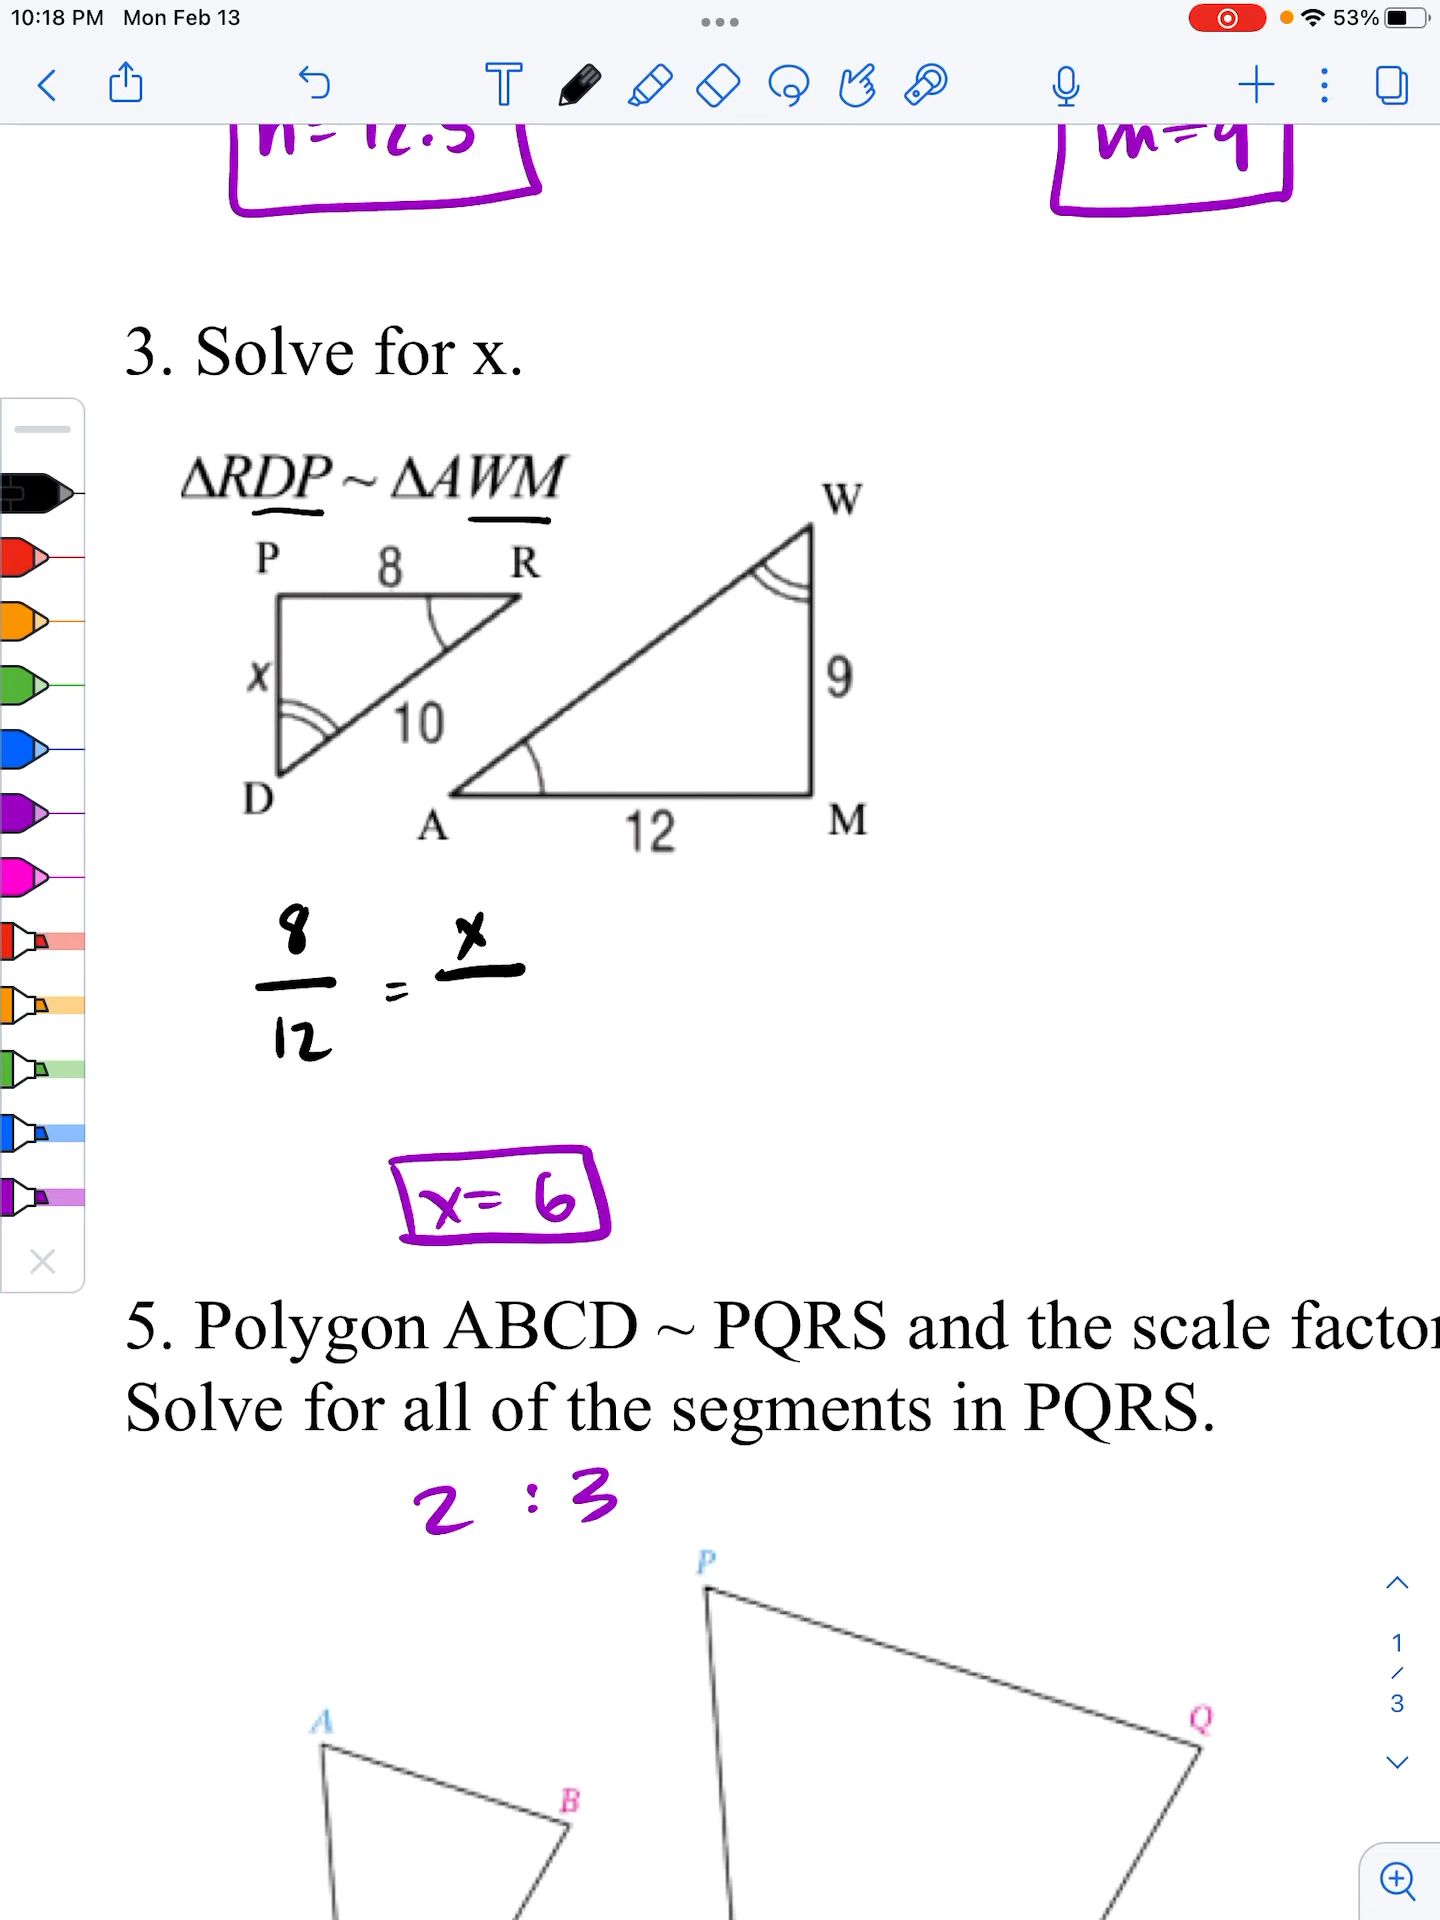 10:18 PM Mon Feb 13
53%
T
n=12.5
m=9
3. Solve for x.
ΔRDP ~ ΔAWM
W
P 8 R
x
9
10
D
A
12
M
8
x
=
12
x= 6
5. Polygon ABCD ~ PQRS and the scale factor
Solve for all of the segments in PQRS.
2 : 3
P
1
/
3
A
Q
B